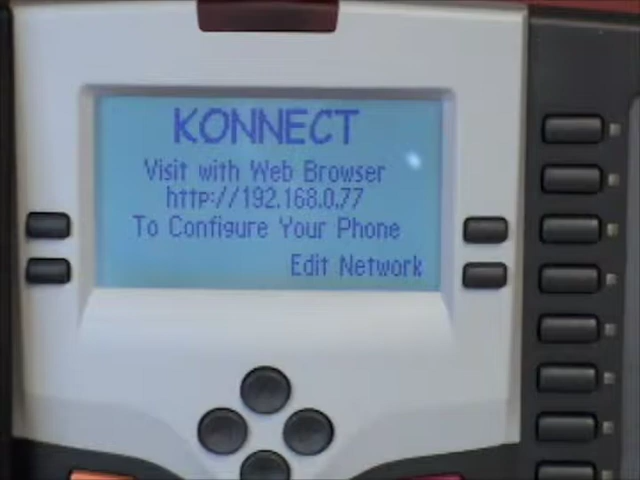 KONNECT
Visit with Web Browser
http://192.168.0.77
To Configure Your Phone
Edit Network